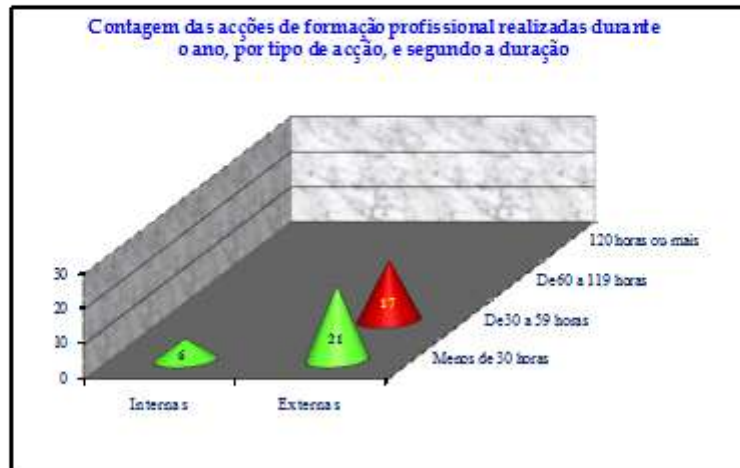 Contagem das acções de formação profissional realizadas durante
o ano, por tipo de acção, e segundo a duração
120 horas ou mais
30
De 60 a 119 horas
20
17
De 30 a 59 horas
10
21
6
Menos de 30 horas
0
Internas
Externas